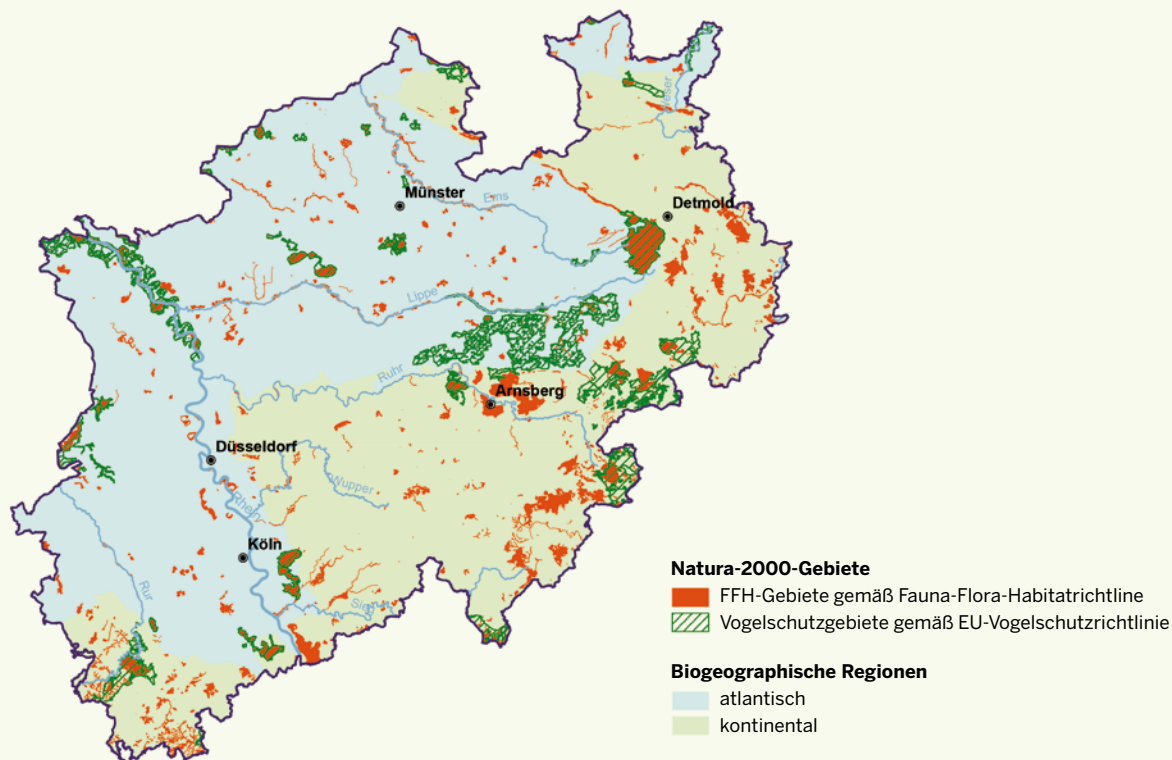 Weser
Münster
Ems
Detmold
Lippe
Ruhr
Arnsberg
Düsseldorf
Wupper
Rhein
Köln
Rur
Sieg
Natura-2000-Gebiete
FFH-Gebiete gemäß Fauna-Flora-Habitatrichtline
Vogelschutzgebiete gemäß EU-Vogelschutzrichtlinie
Biogeographische Regionen
atlantisch
kontinental